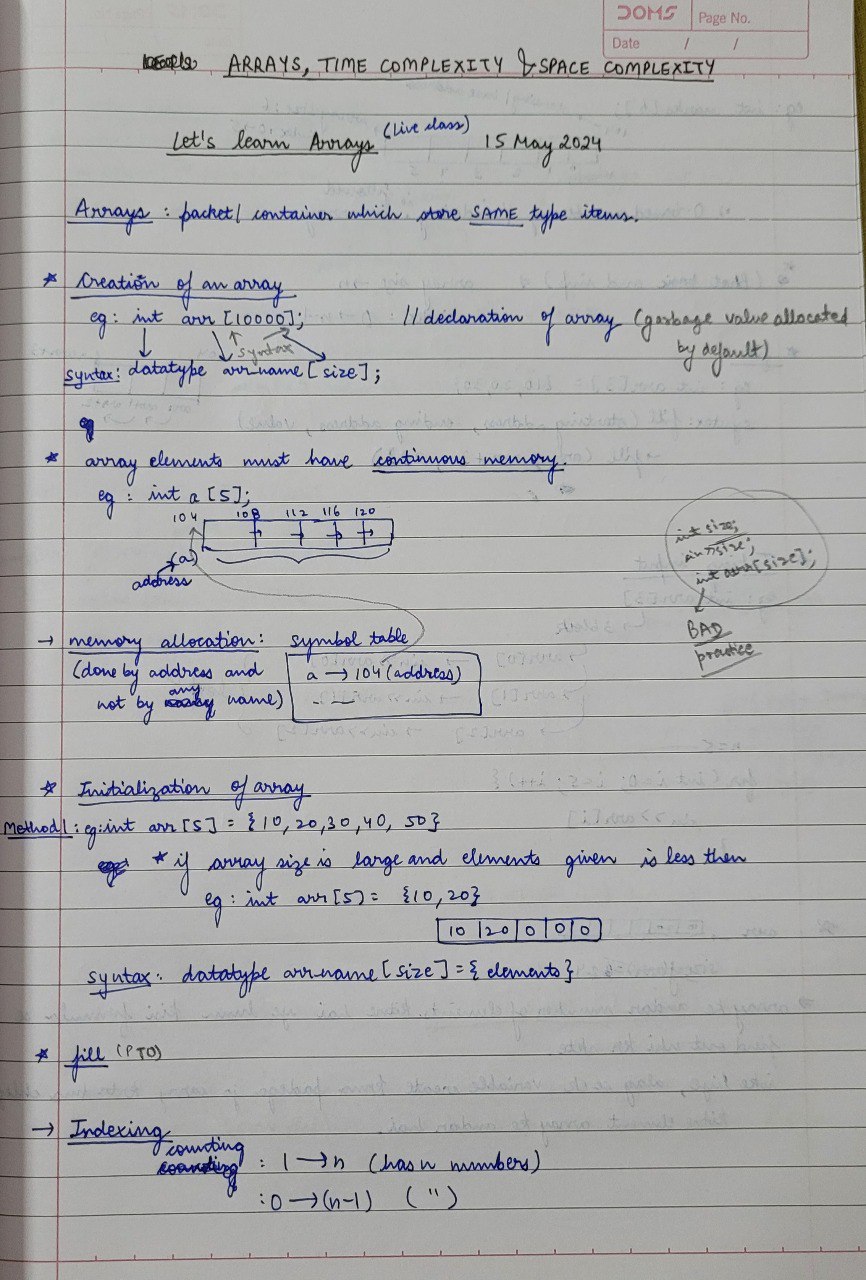 DOMS
Page No.
Date / /
ARRAYS, TIME COMPLEXITY & SPACE COMPLEXITY
Let's learn Arrays (Live class) 15 May 2024
Arrays : packet/ container which store SAME type items.
* Creation of an array
eg: int arr [10000]; // declaration of array (garbage value allocated by default)
syntax
syntax: datatype arr_name [size];
eg
* array elements must have continuous memory.
eg : int a [5];
104 108 112 116 120
(a)
address
int size;
cin>>size;
int arr[size];
BAD
practice
→ memory allocation: symbol table
(done by address and a → 104 (address)
not by any name) - —
* Initialization of array
Method 1 : eg: int arr [5] = {10, 20, 30, 40, 50}
* if array size is large and elements given is less then
eg : int arr [5] = {10, 20}
10 | 20 | 0 | 0 | 0
syntax: datatype arr_name [size] = { elements }
* fill (PTO)
→ Indexing
counting : 1 → n (has n numbers)
: 0 → (n-1) ( " )